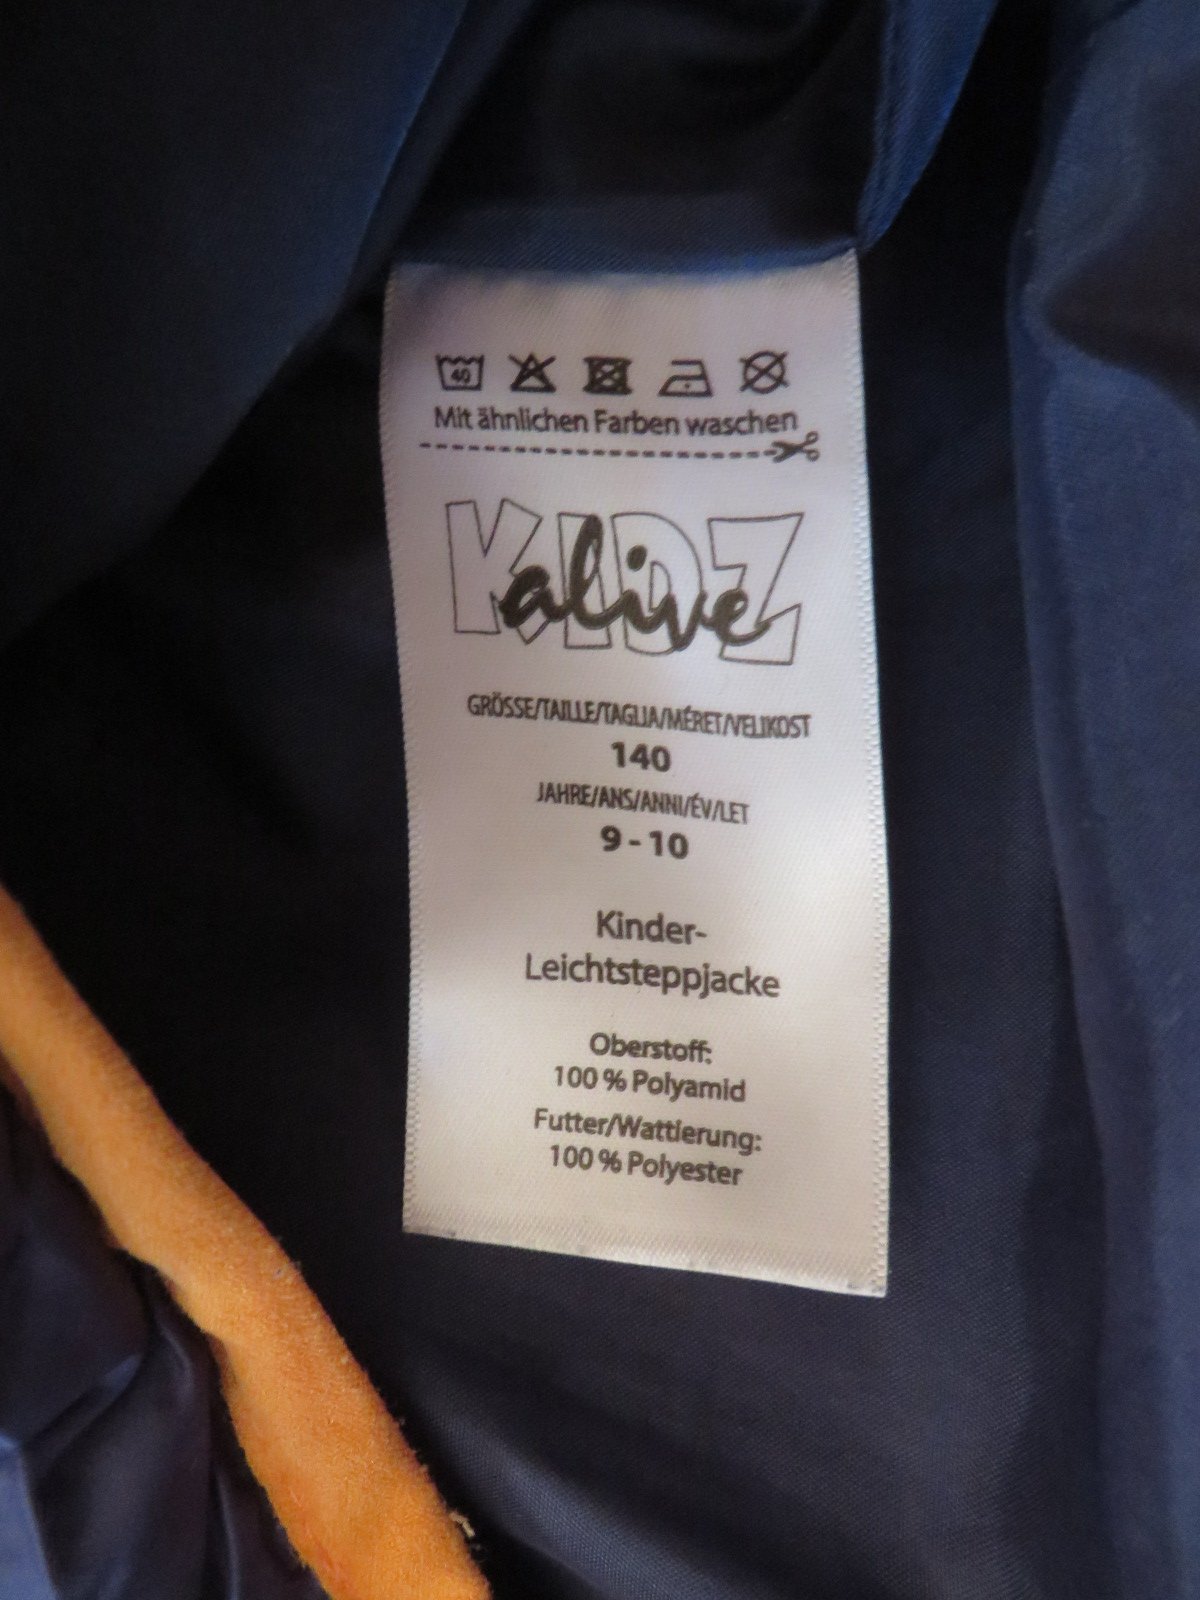 40
Mit ähnlichen Farben waschen
KIDZ
alive
GRÖSSE/TAILLE/TAGLIA/MÉRET/VELIKOST
140
JAHRE/ANS/ANNI/ÉV/LET
9 - 10
Kinder-
Leichtsteppjacke
Oberstoff:
100 % Polyamid
Futter/Wattierung:
100 % Polyester